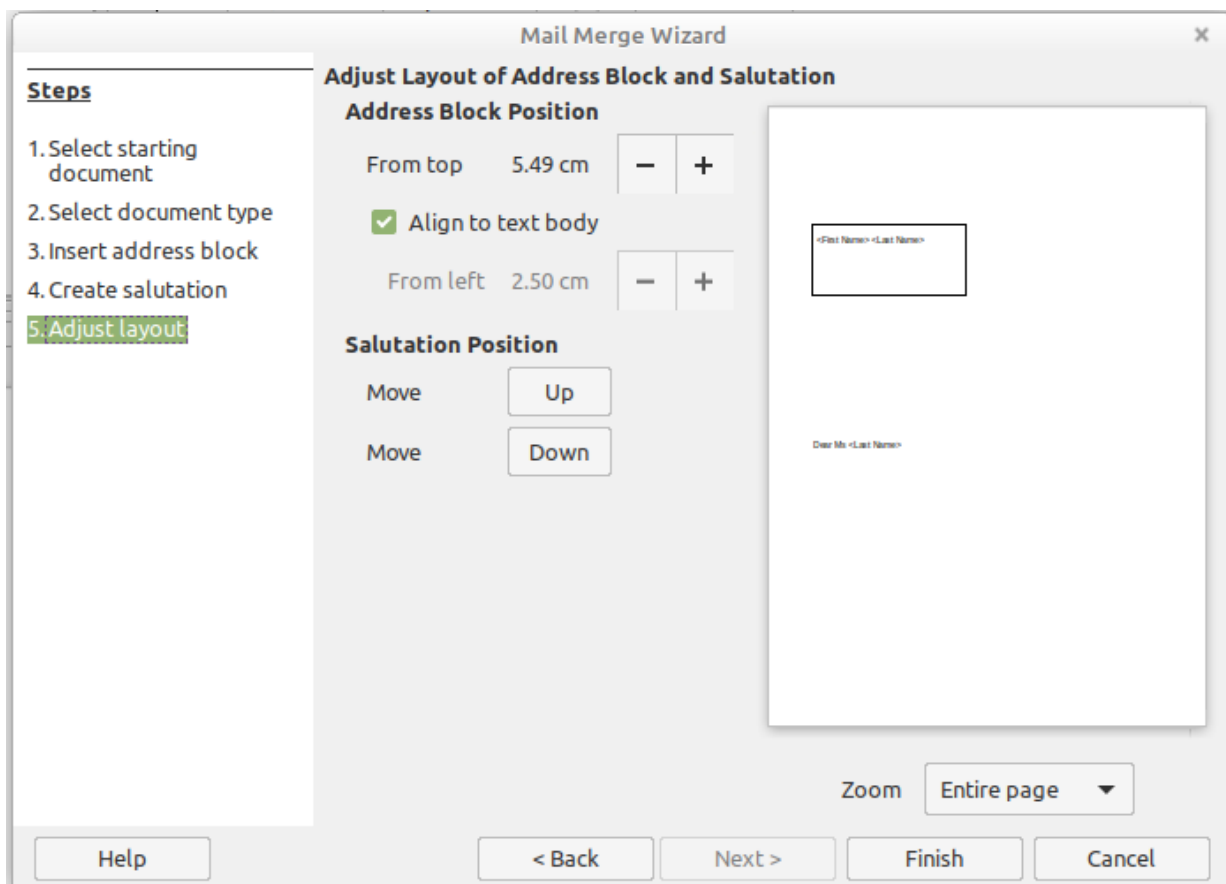 Mail Merge Wizard
Steps
1. Select starting
document
2. Select document type
3. Insert address block
4. Create salutation
5. Adjust layout
Adjust Layout of Address Block and Salutation
Address Block Position
From top 5.49 cm − +
Align to text body
From left 2.50 cm − +
Salutation Position
Move Up
Move Down
<First Name> <Last Name>
Dear Ms <Last Name>
Zoom Entire page
Help < Back Next > Finish Cancel